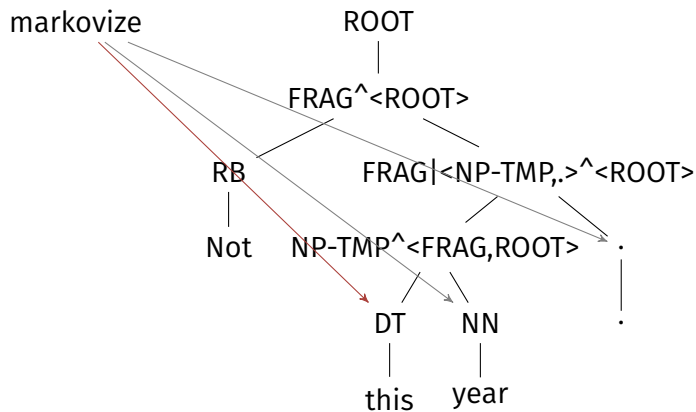 markovize ROOT
FRAG^<ROOT>
RB FRAG|<NP-TMP,.>^<ROOT>
Not NP-TMP^<FRAG,ROOT> .
DT NN .
this year